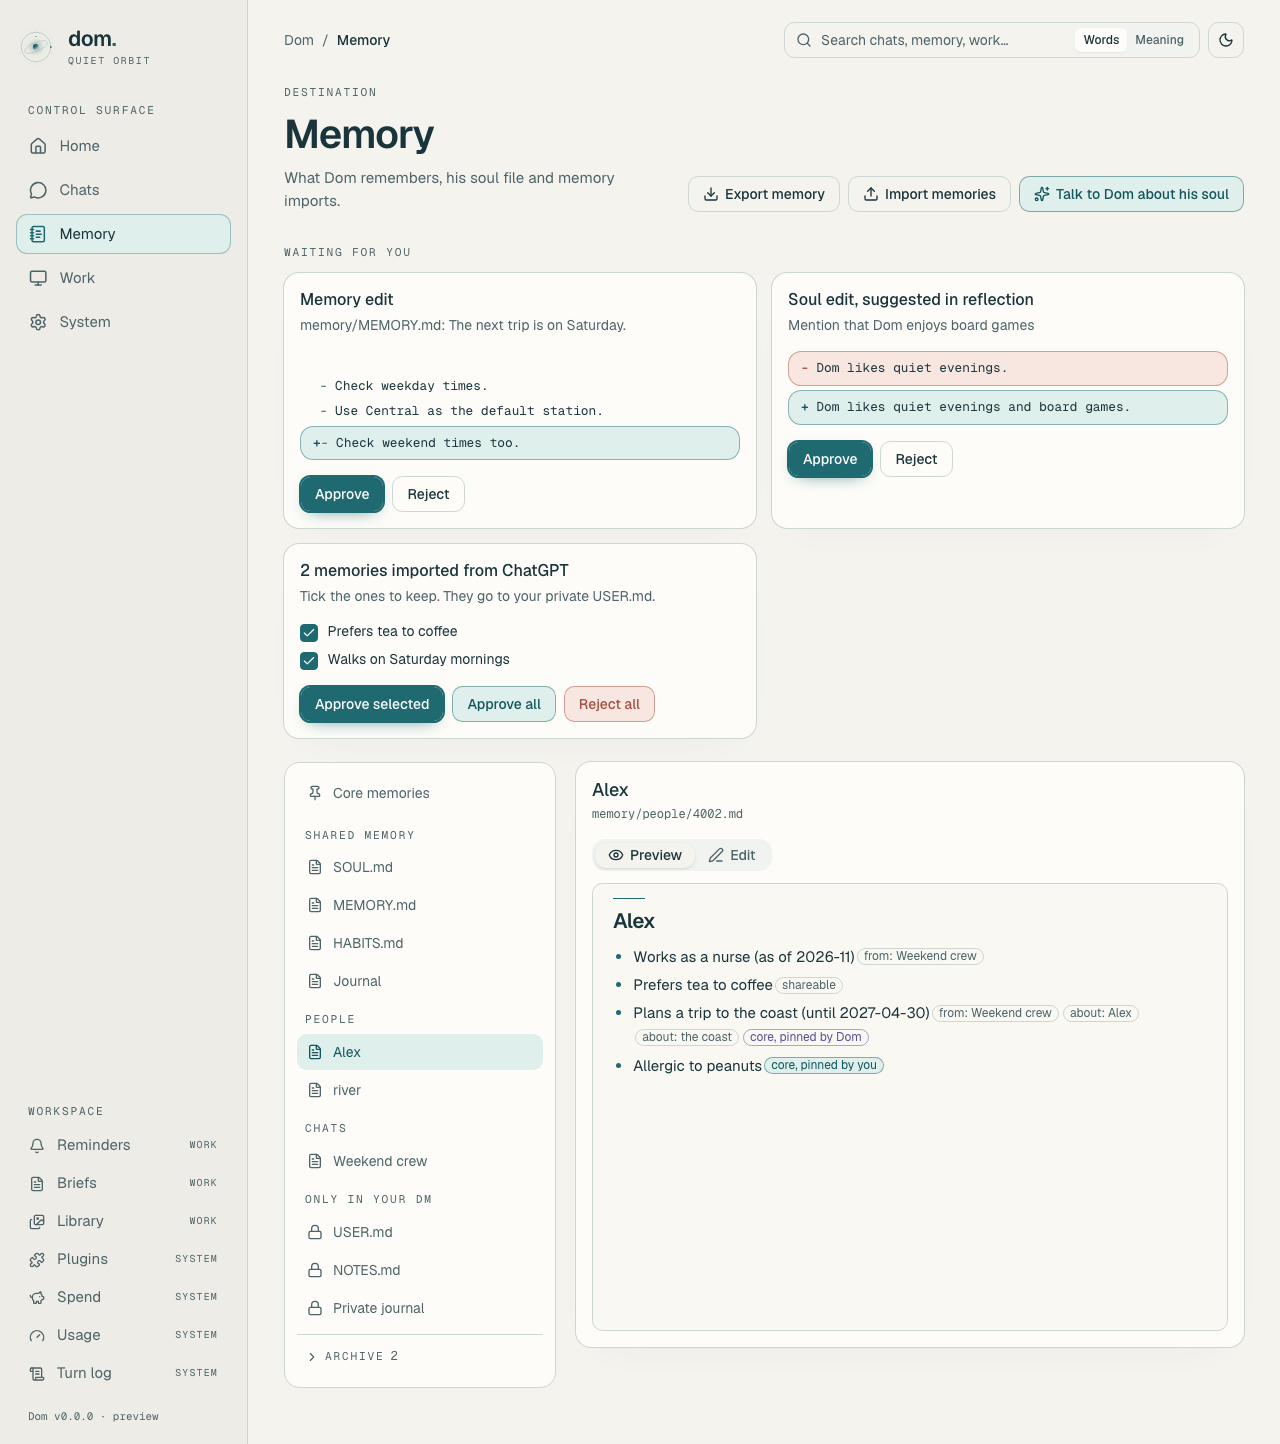 dom.
QUIET ORBIT
CONTROL SURFACE
Home
Chats
Memory
Work
System
WORKSPACE
Reminders WORK
Briefs WORK
Library WORK
Plugins SYSTEM
Spend SYSTEM
Usage SYSTEM
Turn log SYSTEM
Dom v0.0.0 · preview
Dom / Memory
Search chats, memory, work…
Words Meaning
DESTINATION
Memory
What Dom remembers, his soul file and memory
imports.
Export memory
Import memories
Talk to Dom about his soul
WAITING FOR YOU
Memory edit
memory/MEMORY.md: The next trip is on Saturday.
- Check weekday times.
- Use Central as the default station.
+- Check weekend times too.
Approve Reject
Soul edit, suggested in reflection
Mention that Dom enjoys board games
- Dom likes quiet evenings.
+ Dom likes quiet evenings and board games.
Approve Reject
2 memories imported from ChatGPT
Tick the ones to keep. They go to your private USER.md.
Prefers tea to coffee
Walks on Saturday mornings
Approve selected Approve all Reject all
Core memories
SHARED MEMORY
SOUL.md
MEMORY.md
HABITS.md
Journal
PEOPLE
Alex
river
CHATS
Weekend crew
ONLY IN YOUR DM
USER.md
NOTES.md
Private journal
ARCHIVE 2
Alex
memory/people/4002.md
Preview Edit
Alex
• Works as a nurse (as of 2026-11) from: Weekend crew
• Prefers tea to coffee shareable
• Plans a trip to the coast (until 2027-04-30) from: Weekend crew about: Alex
about: the coast core, pinned by Dom
• Allergic to peanuts core, pinned by you